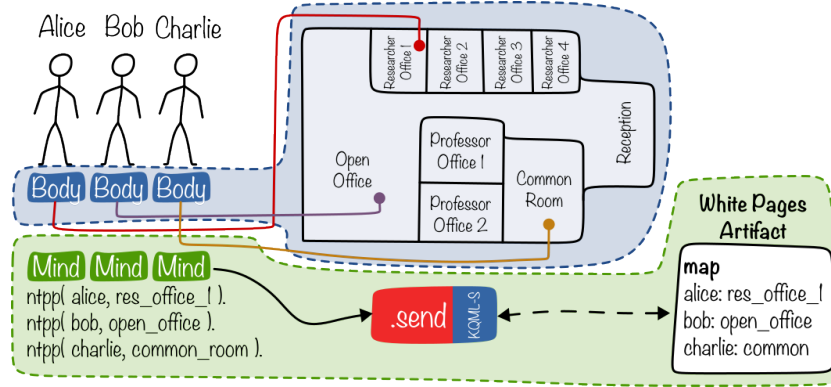 Alice Bob Charlie
Body Body Body
Researcher
Office 1
Researcher
Office 2
Researcher
Office 3
Researcher
Office 4
Reception
Open
Office
Professor
Office 1
Professor
Office 2
Common
Room
Mind Mind Mind
ntpp( alice, res_office_1 ).
ntpp( bob, open_office ).
ntpp( charlie, common_room ).
.send
KQML-S
White Pages
Artifact
map
alice: res_office_1
bob: open_office
charlie: common